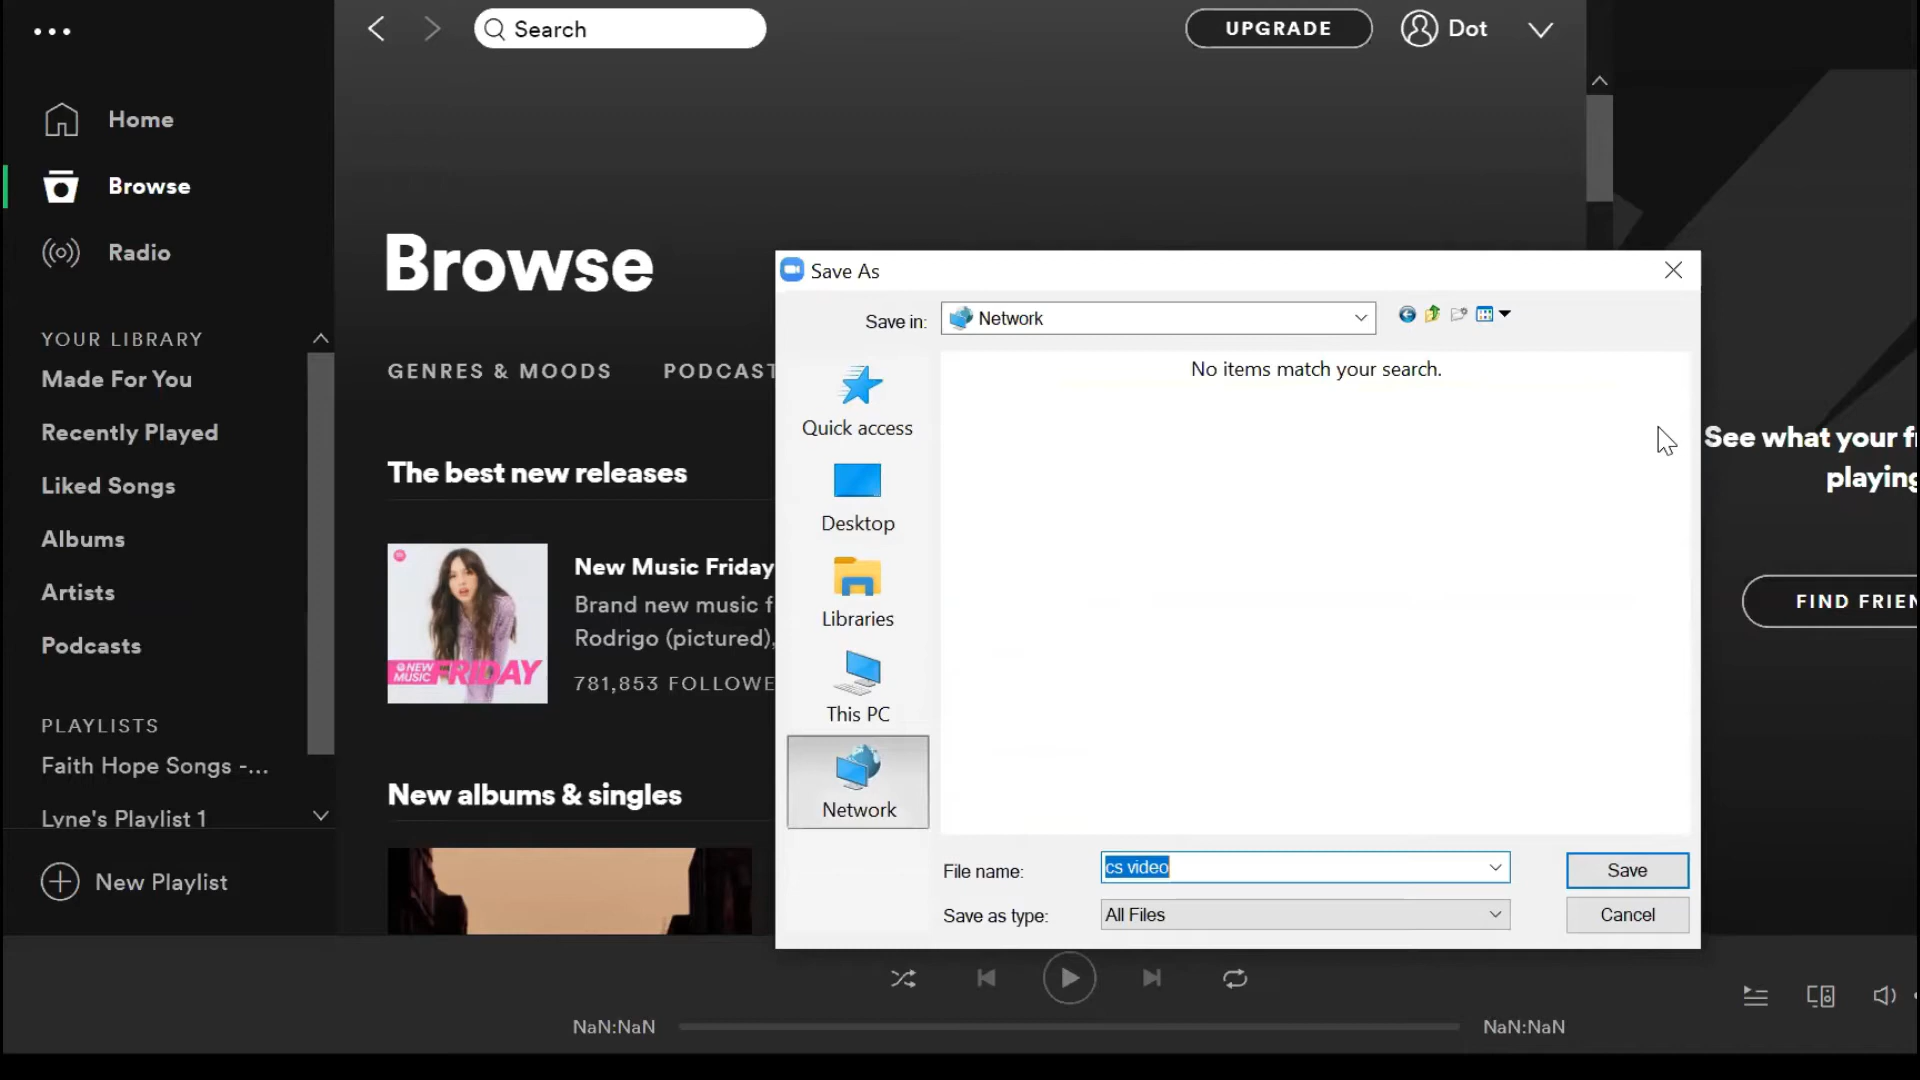 Search
UPGRADE
Dot
Home
Browse
Radio
YOUR LIBRARY
Made For You
Recently Played
Liked Songs
Albums
Artists
Podcasts
PLAYLISTS
Faith Hope Songs -...
Lyne's Playlist 1
New Playlist
Browse
GENRES & MOODS
PODCAST
The best new releases
NEW
MUSIC FRIDAY
New Music Friday
Brand new music f
Rodrigo (pictured),
781,853 FOLLOWE
New albums & singles
Save As
Save in:
Network
Quick access
Desktop
Libraries
This PC
Network
No items match your search.
File name:
cs video
Save
Save as type:
All Files
Cancel
See what your f
playing
FIND FRIEN
NaN:NaN
NaN:NaN